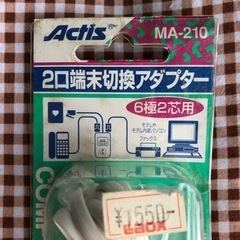 Actis
MA-210
2口端末切換アダプター
6極2芯用
モデムや
モデム内蔵パソコン
ファックス
COM
¥1550-
Laox